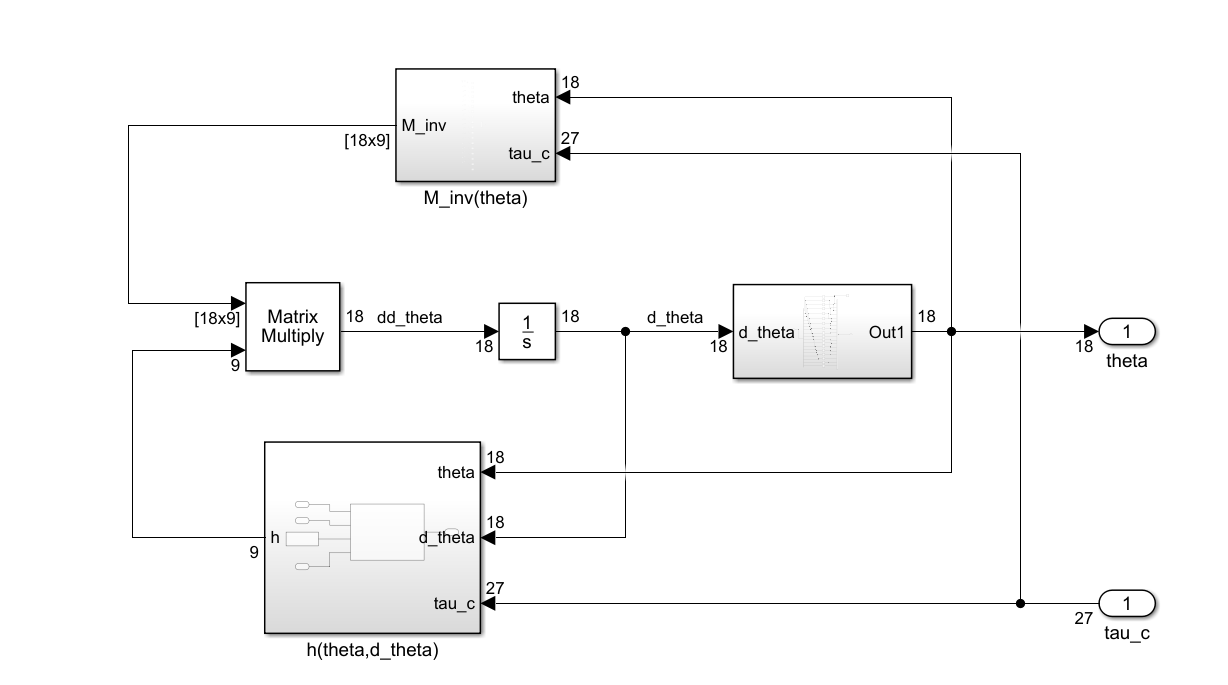 18
theta
27
M_inv
[18x9]
tau_c
M_inv(theta)
[18x9]
Matrix
Multiply
18
dd_theta
18
1
s
18
d_theta
18
d_theta
Out1
18
1
18
theta
9
18
theta
18
h
d_theta
9
27
tau_c
1
27
tau_c
h(theta,d_theta)